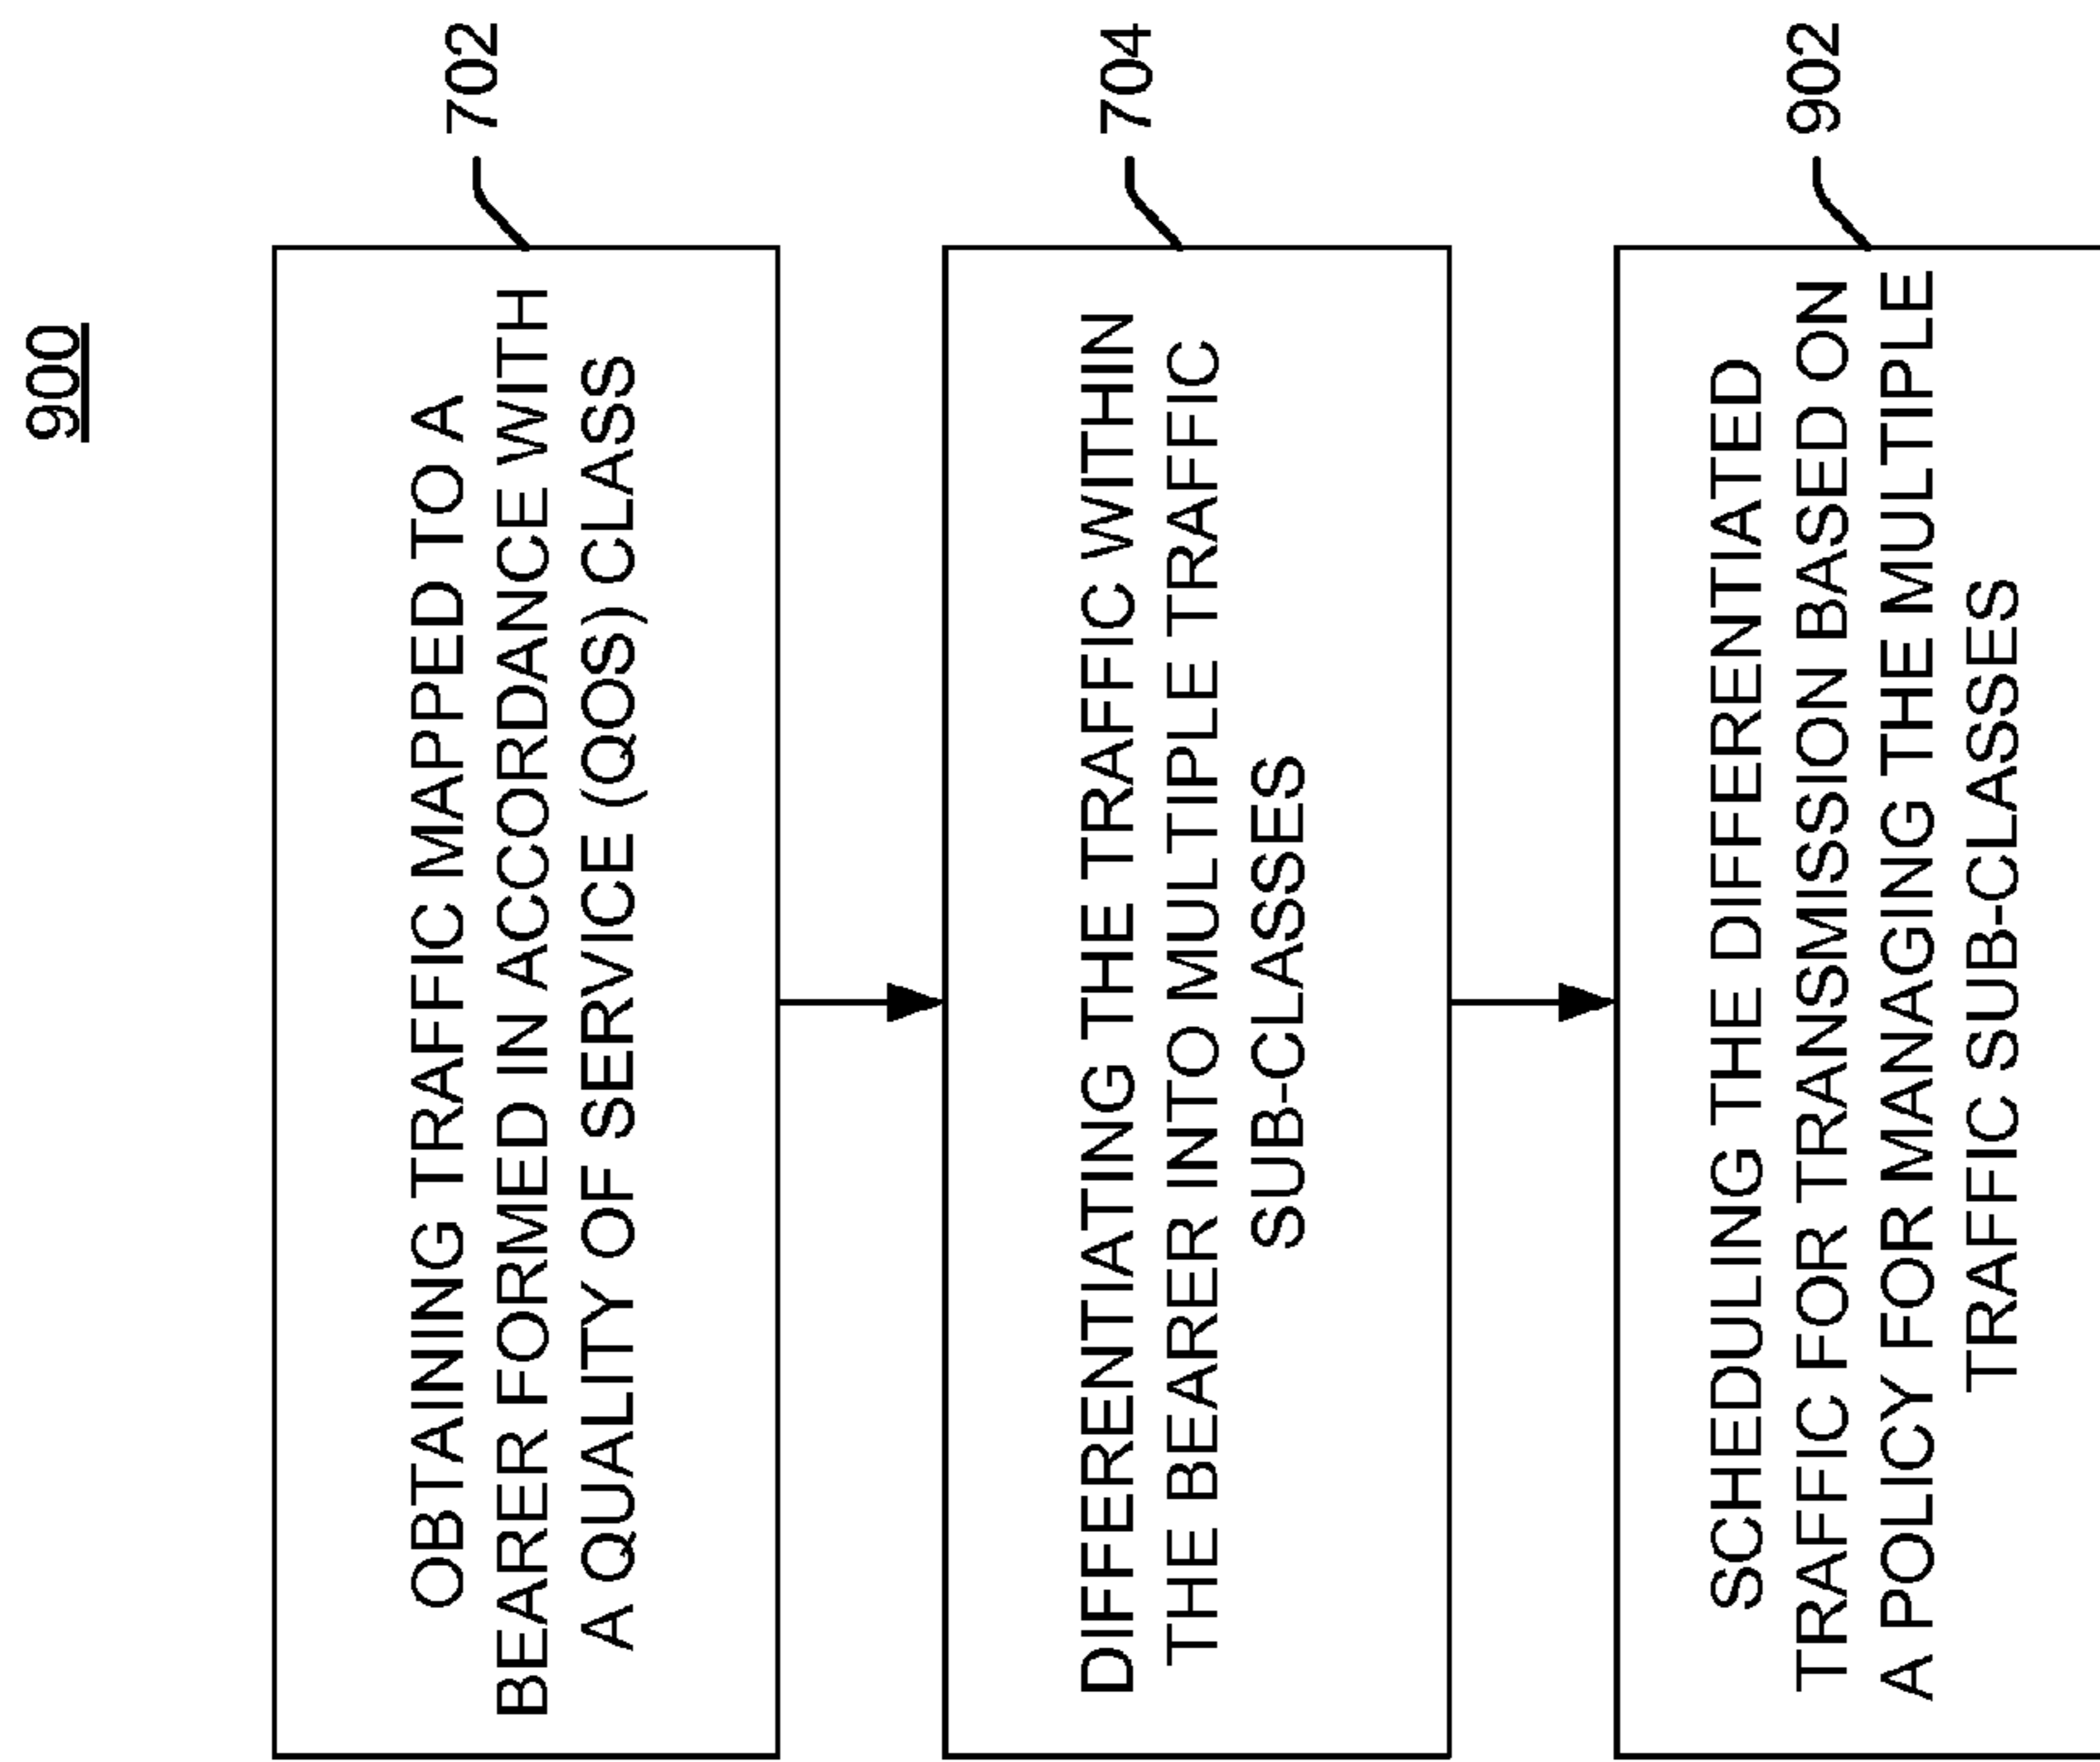 900
OBTAINING TRAFFIC MAPPED TO A
BEARER FORMED IN ACCORDANCE WITH
A QUALITY OF SERVICE (QOS) CLASS
702
DIFFERENTIATING THE TRAFFIC WITHIN
THE BEARER INTO MULTIPLE TRAFFIC
SUB-CLASSES
704
SCHEDULING THE DIFFERENTIATED
TRAFFIC FOR TRANSMISSION BASED ON
A POLICY FOR MANAGING THE MULTIPLE
TRAFFIC SUB-CLASSES
902